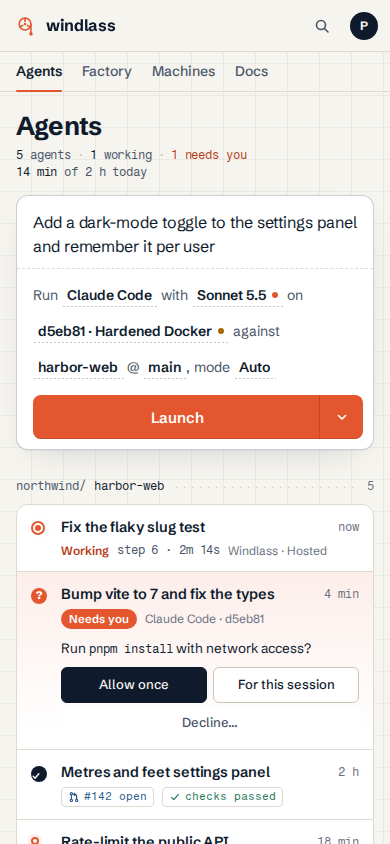 windlass
P
Agents Factory Machines Docs
Agents
5 agents · 1 working · 1 needs you
14 min of 2 h today
Add a dark-mode toggle to the settings panel
and remember it per user
Run Claude Code with Sonnet 5.5 on
d5eb81 · Hardened Docker against
harbor-web @ main , mode Auto
Launch
northwind/ harbor-web 5
Fix the flaky slug test now
Working step 6 · 2m 14s Windlass · Hosted
? Bump vite to 7 and fix the types 4 min
Needs you Claude Code · d5eb81
Run pnpm install with network access?
Allow once For this session
Decline…
Metres and feet settings panel 2 h
#142 open checks passed
Rate-limit the public API 18 min